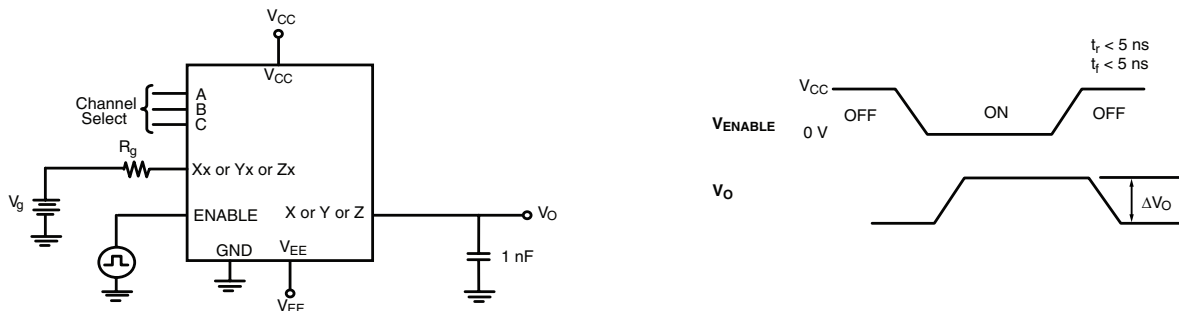 V_CC
V_CC
A
B
C
Channel
Select
R_g
Xx or Yx or Zx
V_g
ENABLE
X or Y or Z
V_O
GND
V_EE
1 nF
V_EE
t_r < 5 ns
t_f < 5 ns
V_CC
OFF
ON
OFF
V_ENABLE
0 V
V_O
ΔV_O